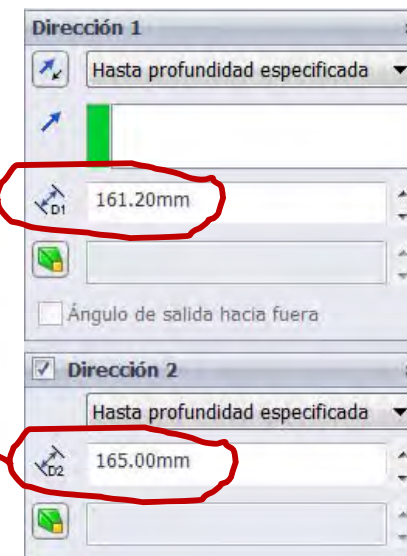 Dirección 1
Hasta profundidad especificada
D1 161.20mm
Ángulo de salida hacia fuera
Dirección 2
Hasta profundidad especificada
D2 165.00mm